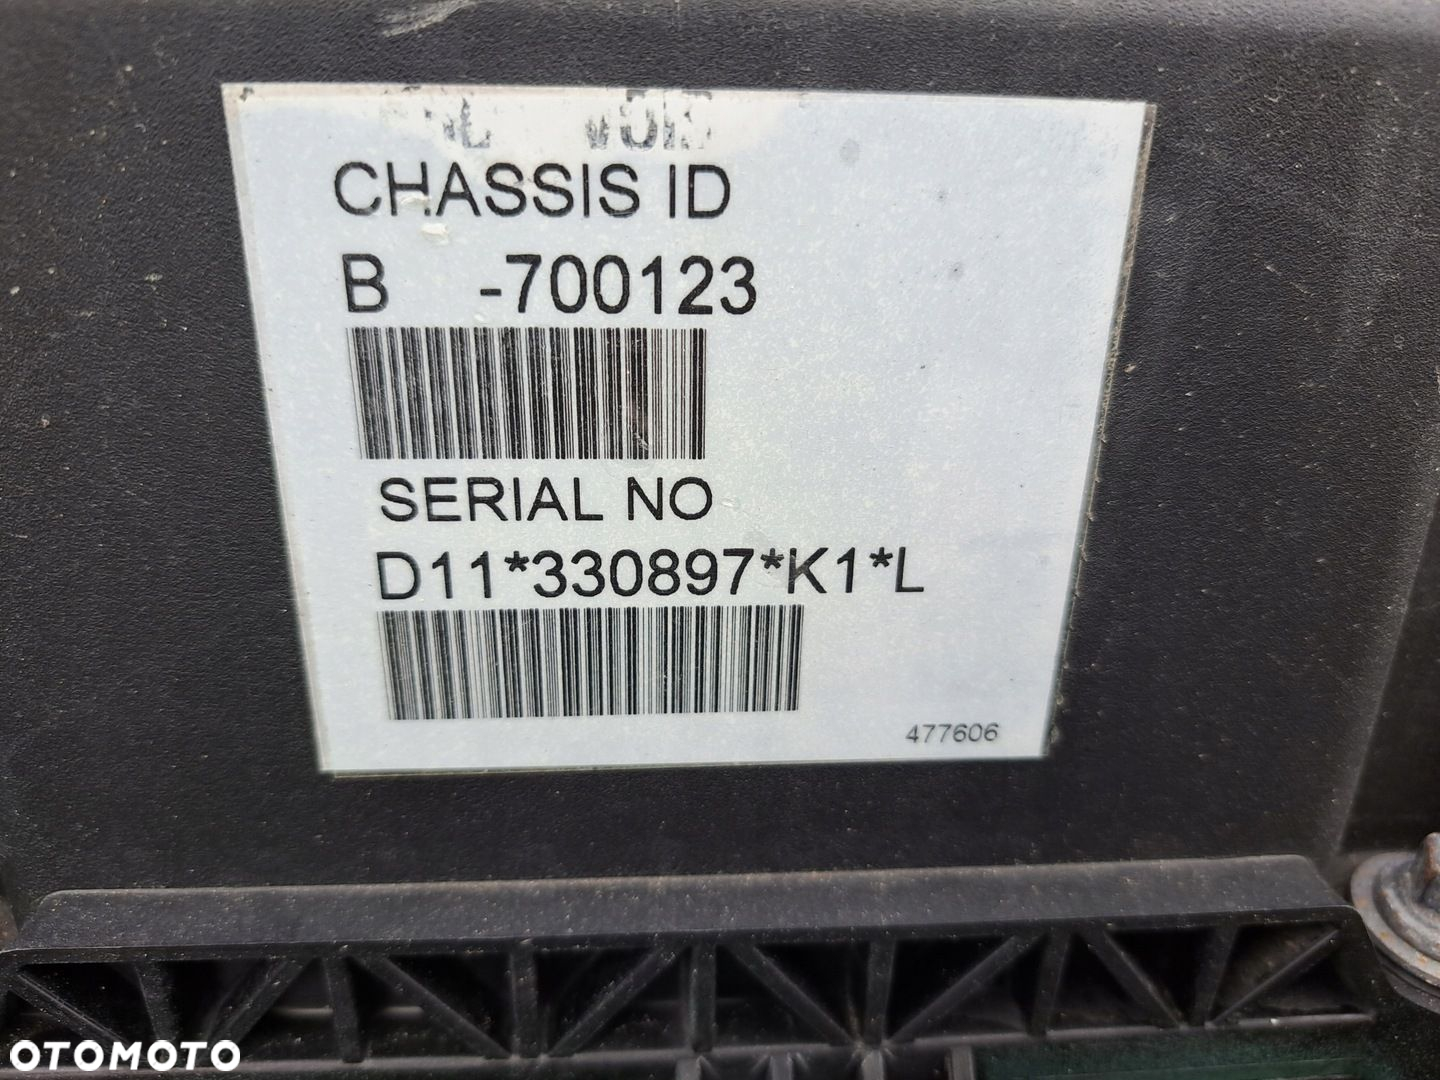 CHASSIS ID
B -700123
SERIAL NO
D11*330897*K1*L
477606
OTOMOTO